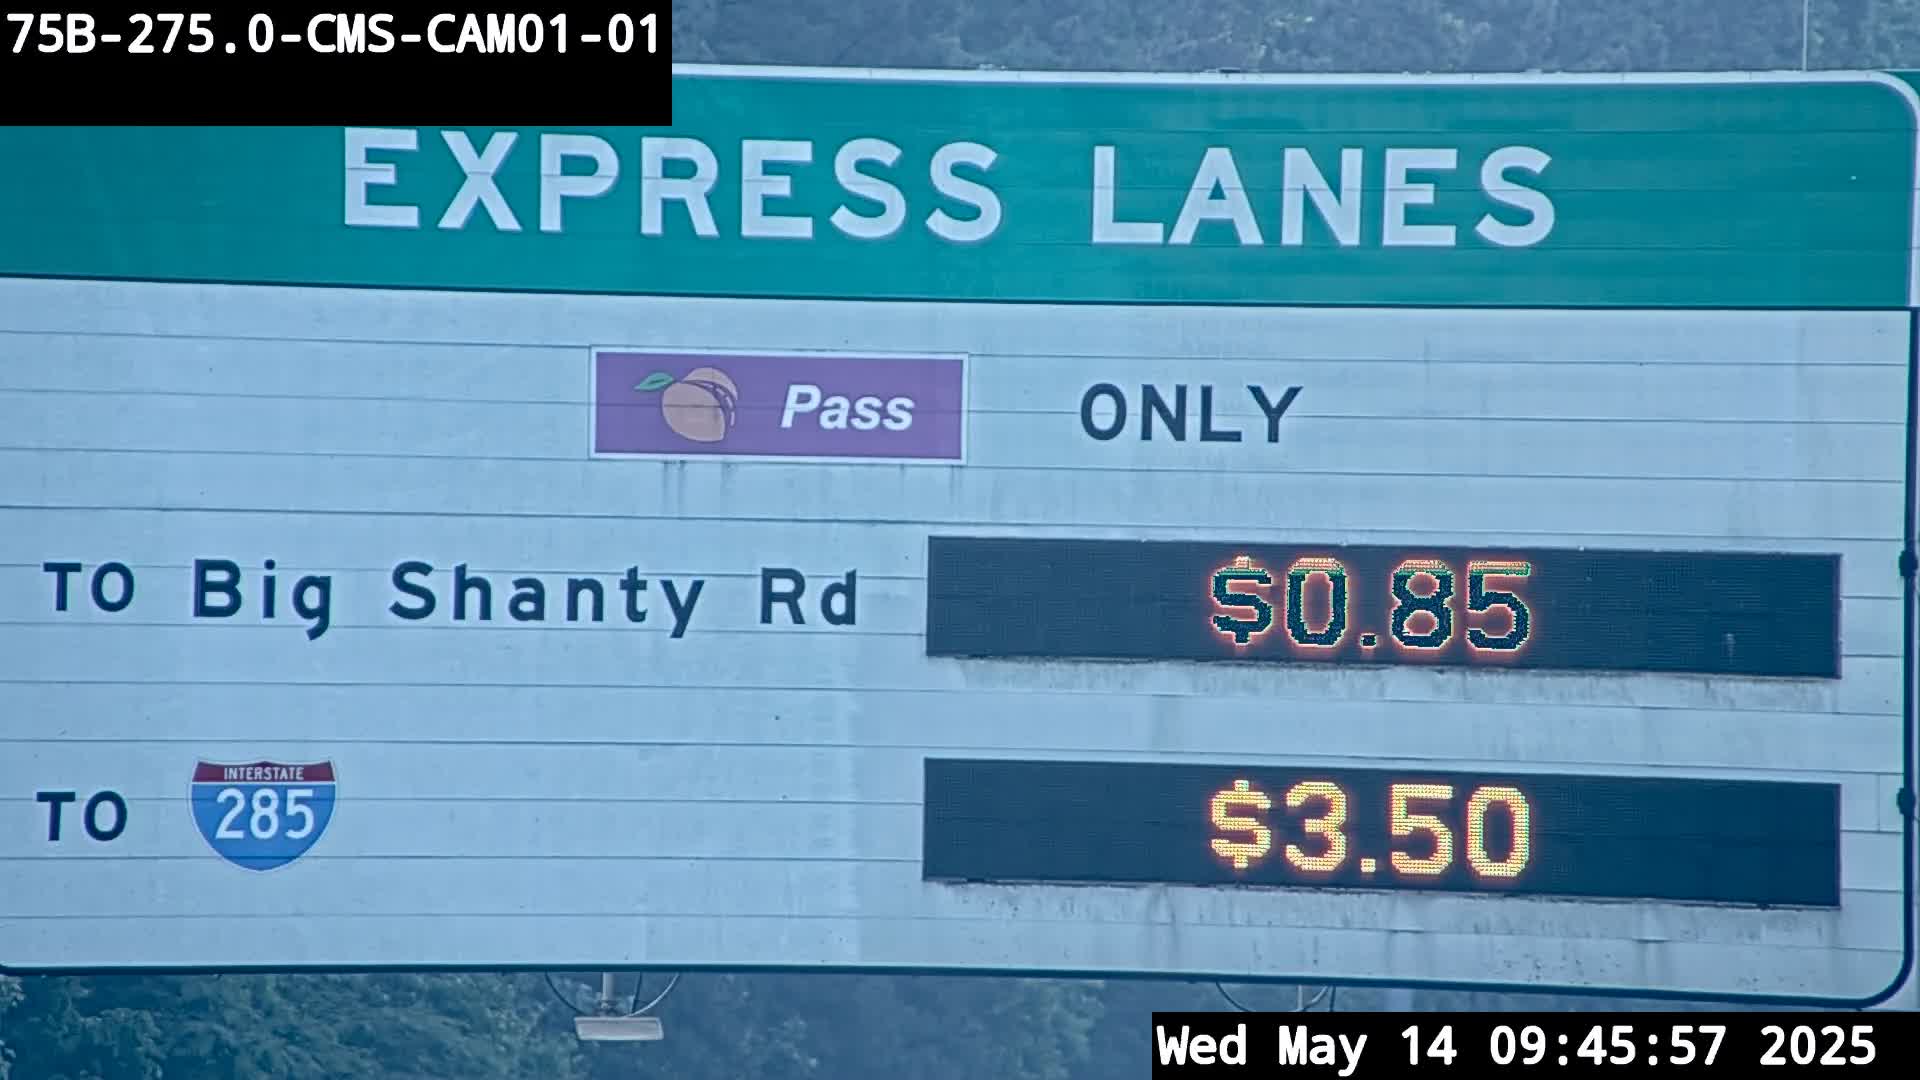 75B-275.0-CMS-CAM01-01
EXPRESS LANES
Pass ONLY
TO Big Shanty Rd $0.85
TO INTERSTATE 285 $3.50
Wed May 14 09:45:57 2025